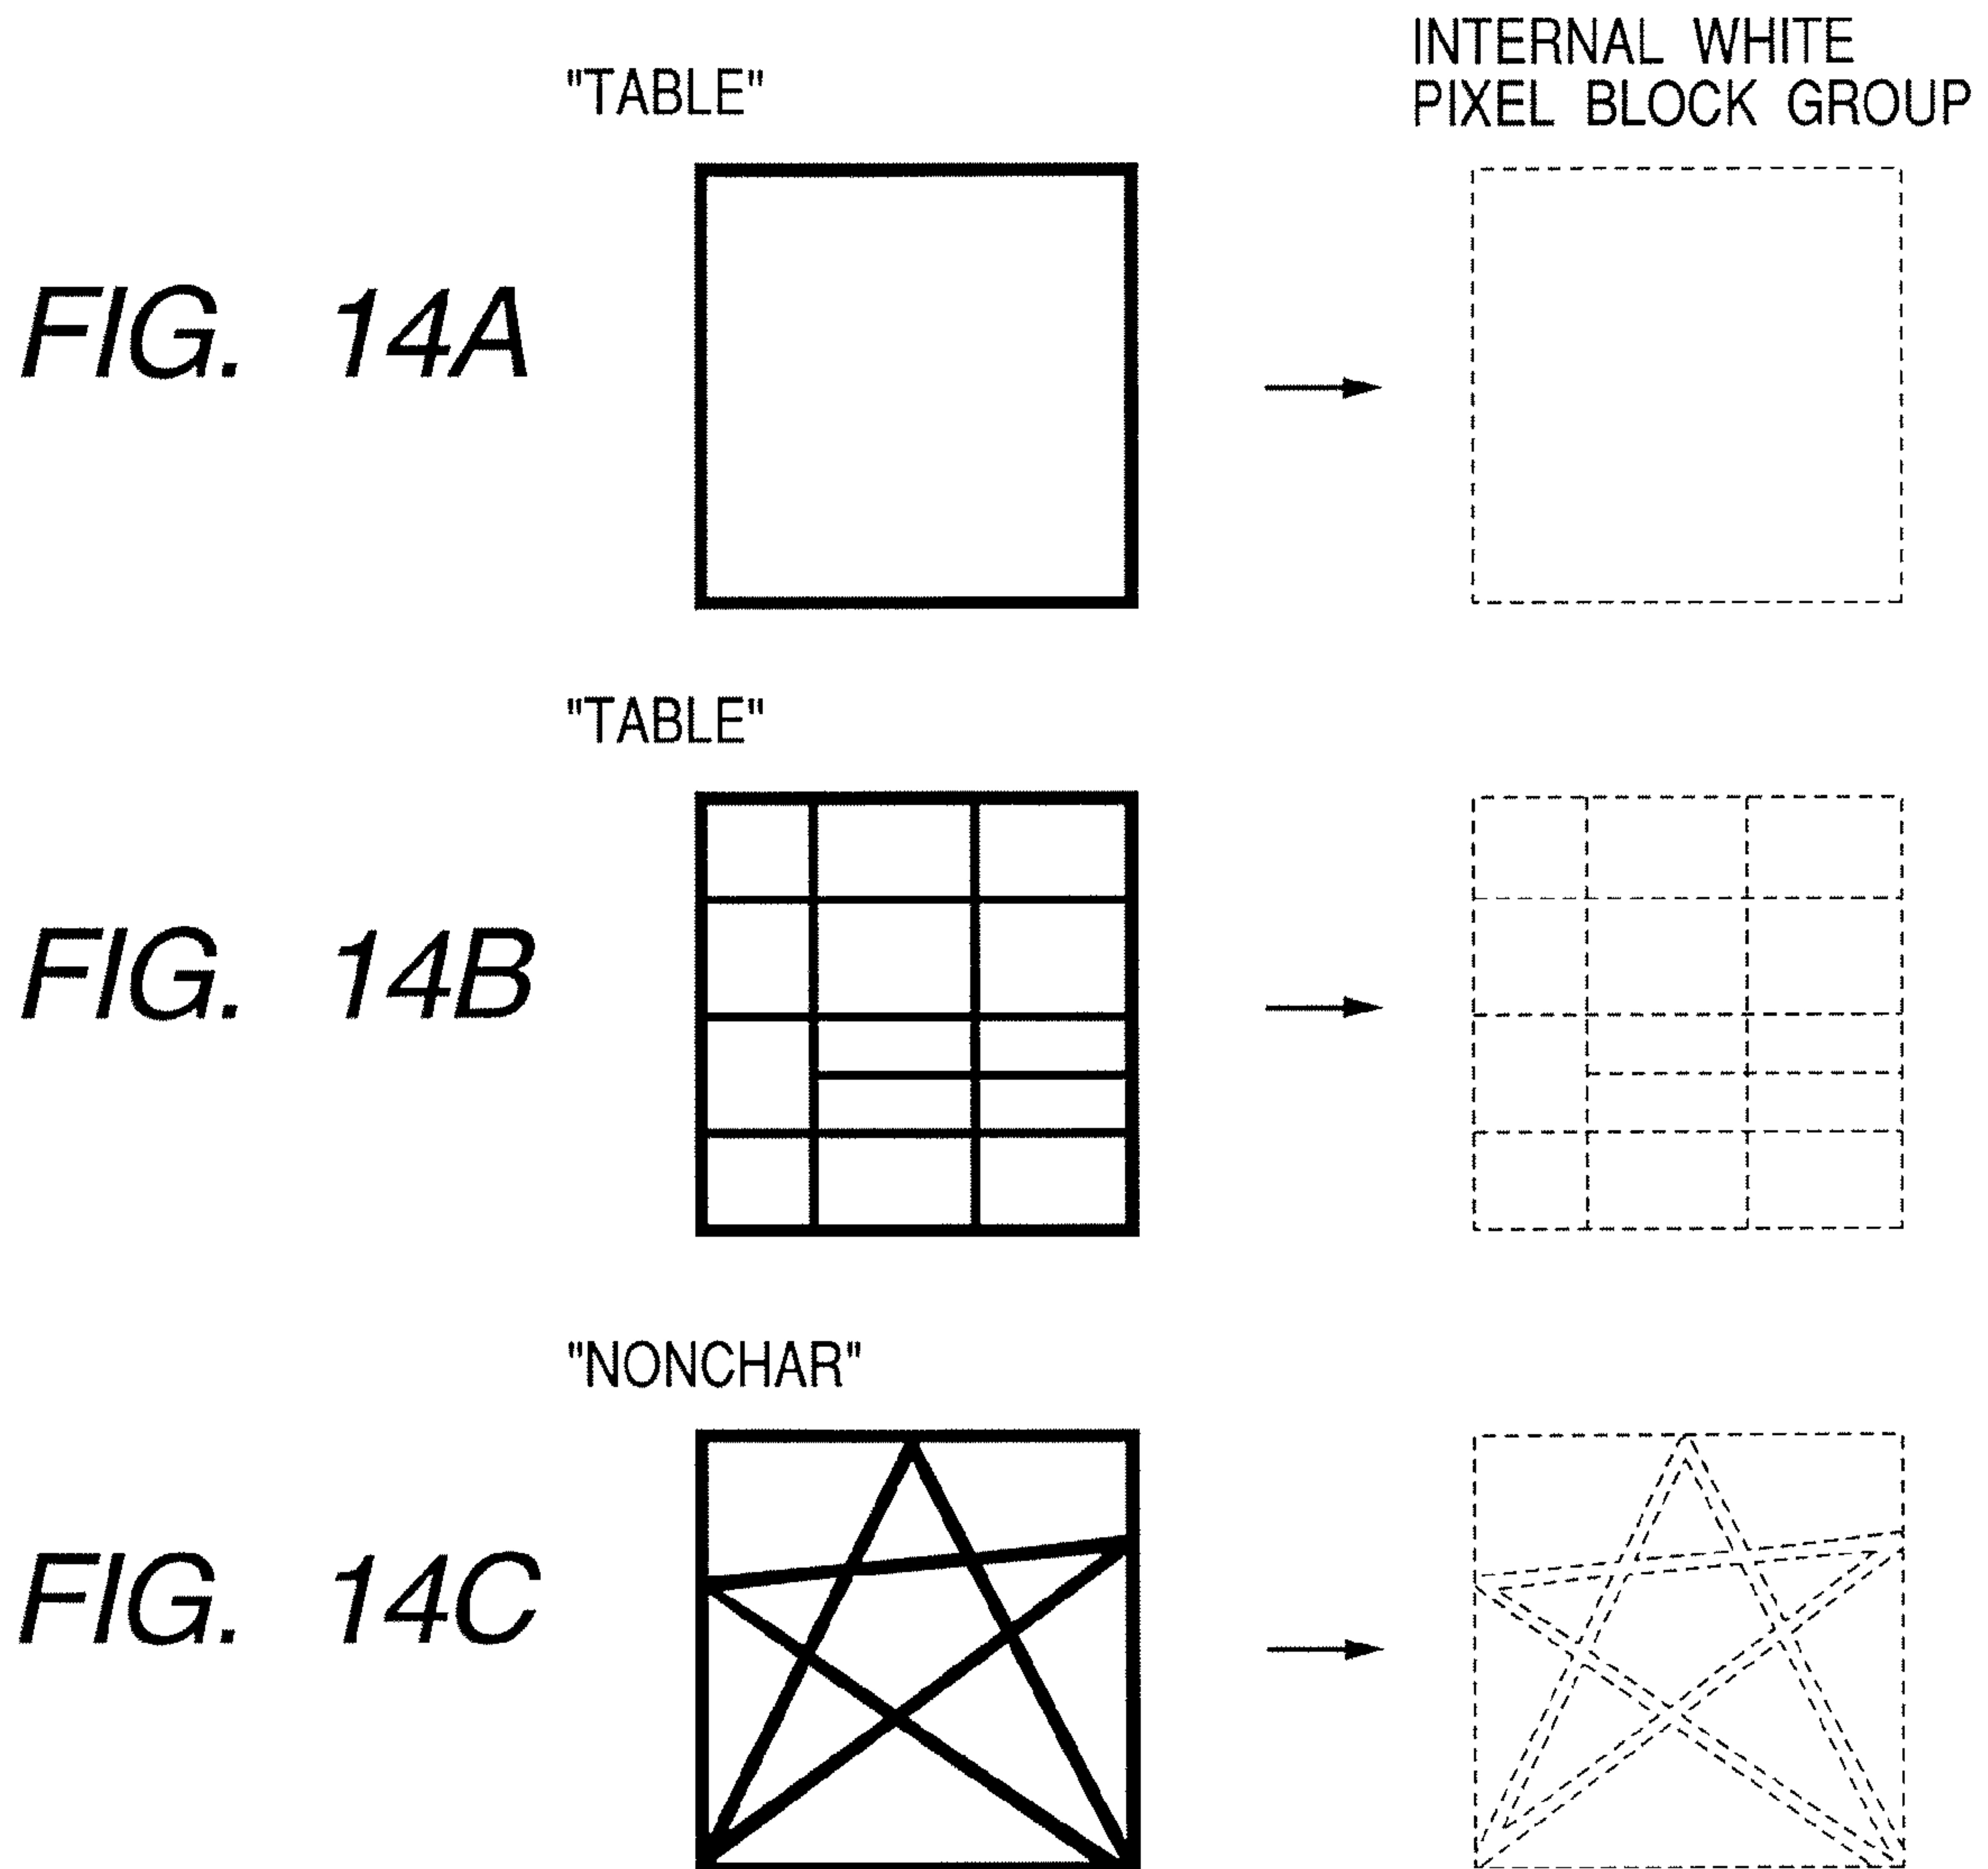 "TABLE"
INTERNAL WHITE
PIXEL BLOCK GROUP
FIG. 14A
"TABLE"
FIG. 14B
"NONCHAR"
FIG. 14C